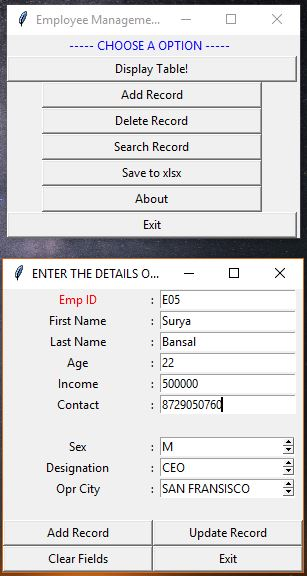 Employee Manageme...
----- CHOOSE A OPTION -----
Display Table!
Add Record
Delete Record
Search Record
Save to xlsx
About
Exit
ENTER THE DETAILS O...
Emp ID : E05
First Name : Surya
Last Name : Bansal
Age : 22
Income : 500000
Contact : 8729050760
Sex : M
Designation : CEO
Opr City : SAN FRANSISCO
Add Record Update Record
Clear Fields Exit